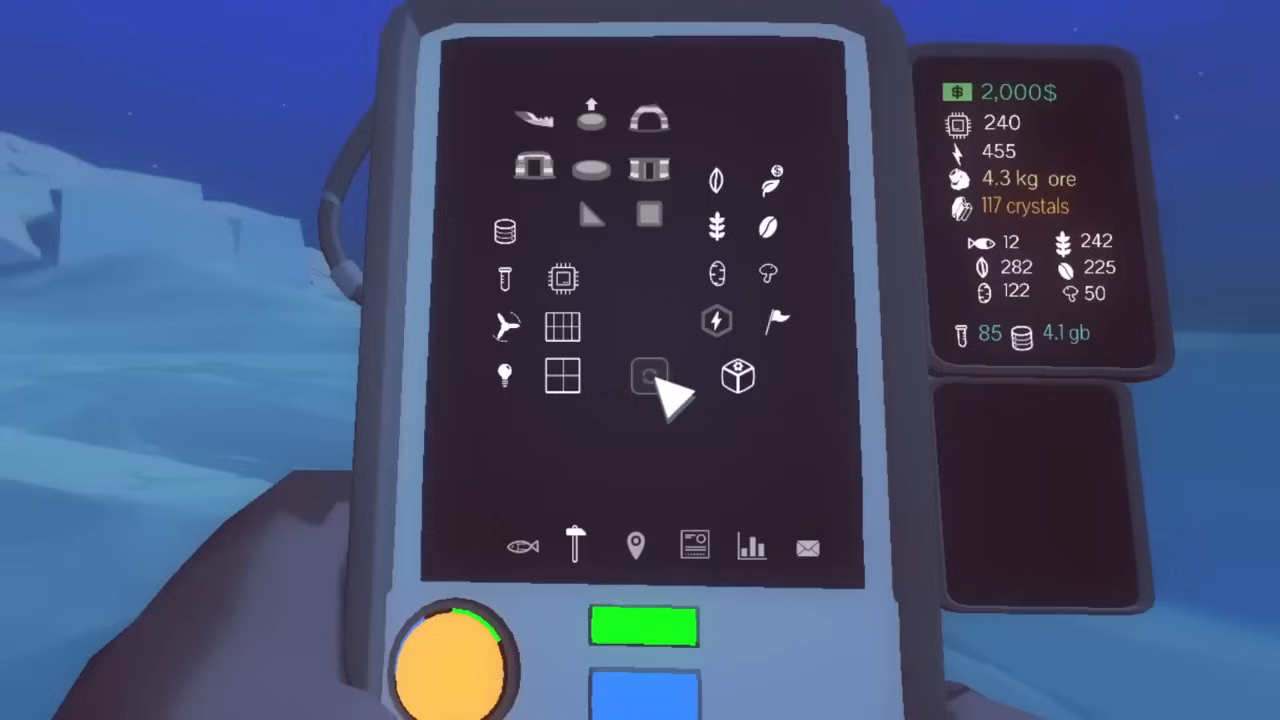 $ 2,000$
240
455
4.3 kg ore
117 crystals
12 242
282 225
122 50
85 4.1 gb
$